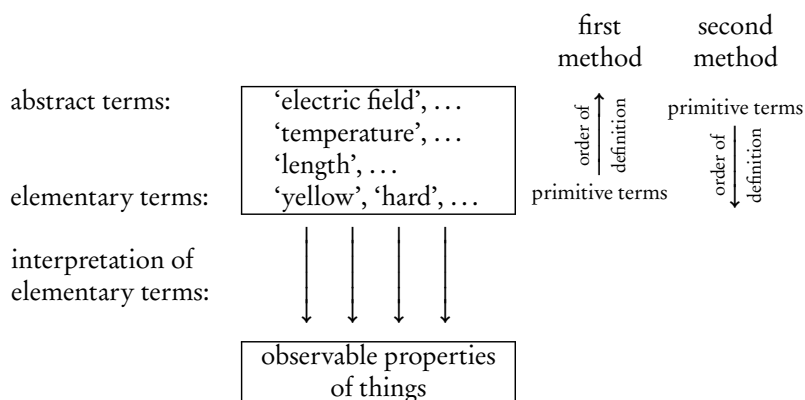 first
method
second
method
abstract terms:
‘electric field’, …
‘temperature’, …
‘length’, …
elementary terms:
‘yellow’, ‘hard’, …
order of
definition
primitive terms
primitive terms
order of
definition
interpretation of
elementary terms:
observable properties
of things